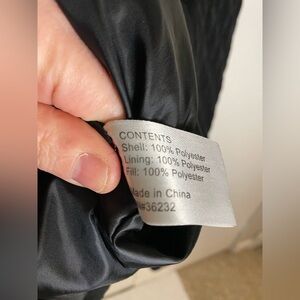 CONTENTS
Shell: 100% Polyester
Lining: 100% Polyester
Fill: 100% Polyester
Made in China
#36232